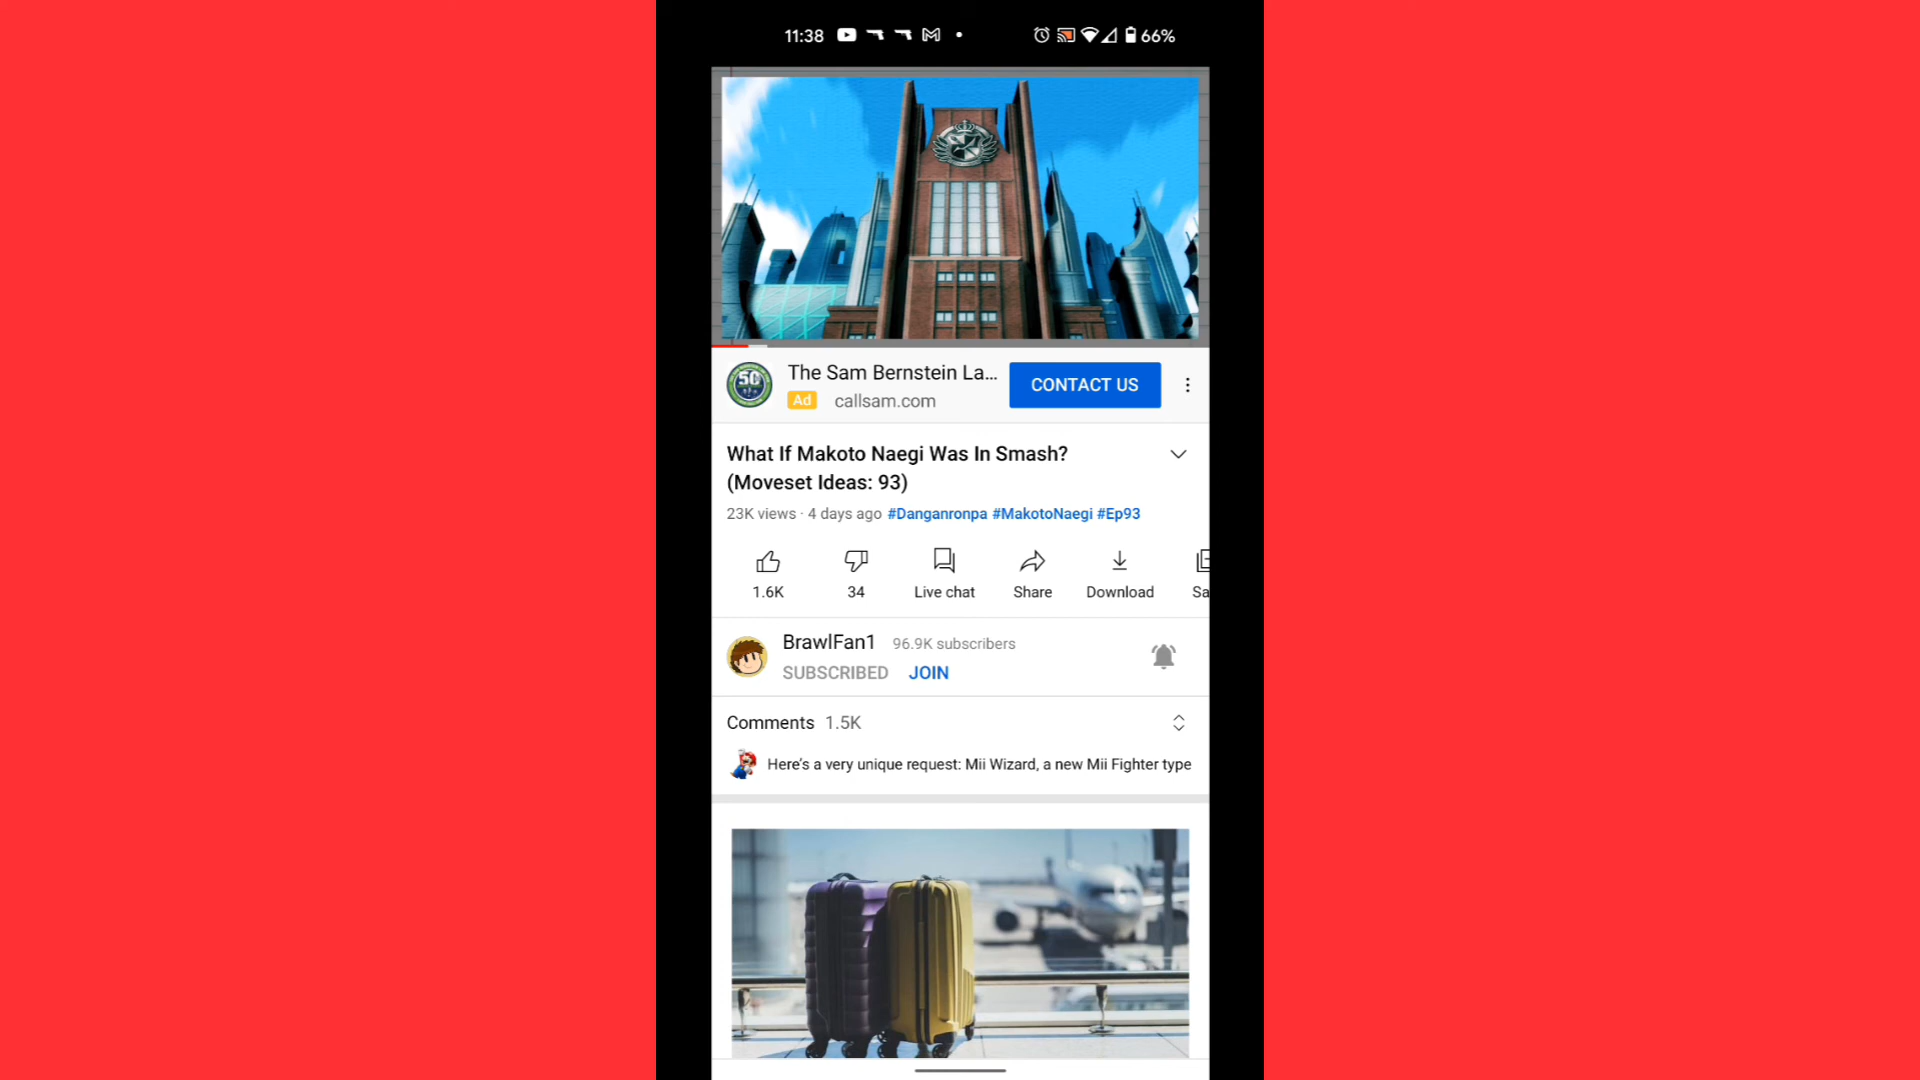 11:38
66%
50
The Sam Bernstein La...
CONTACT US
Ad callsam.com
What If Makoto Naegi Was In Smash?
(Moveset Ideas: 93)
23K views · 4 days ago #Danganronpa #MakotoNaegi #Ep93
1.6K 34 Live chat Share Download Sa
BrawlFan1 96.9K subscribers
SUBSCRIBED JOIN
Comments 1.5K
Here's a very unique request: Mii Wizard, a new Mii Fighter type